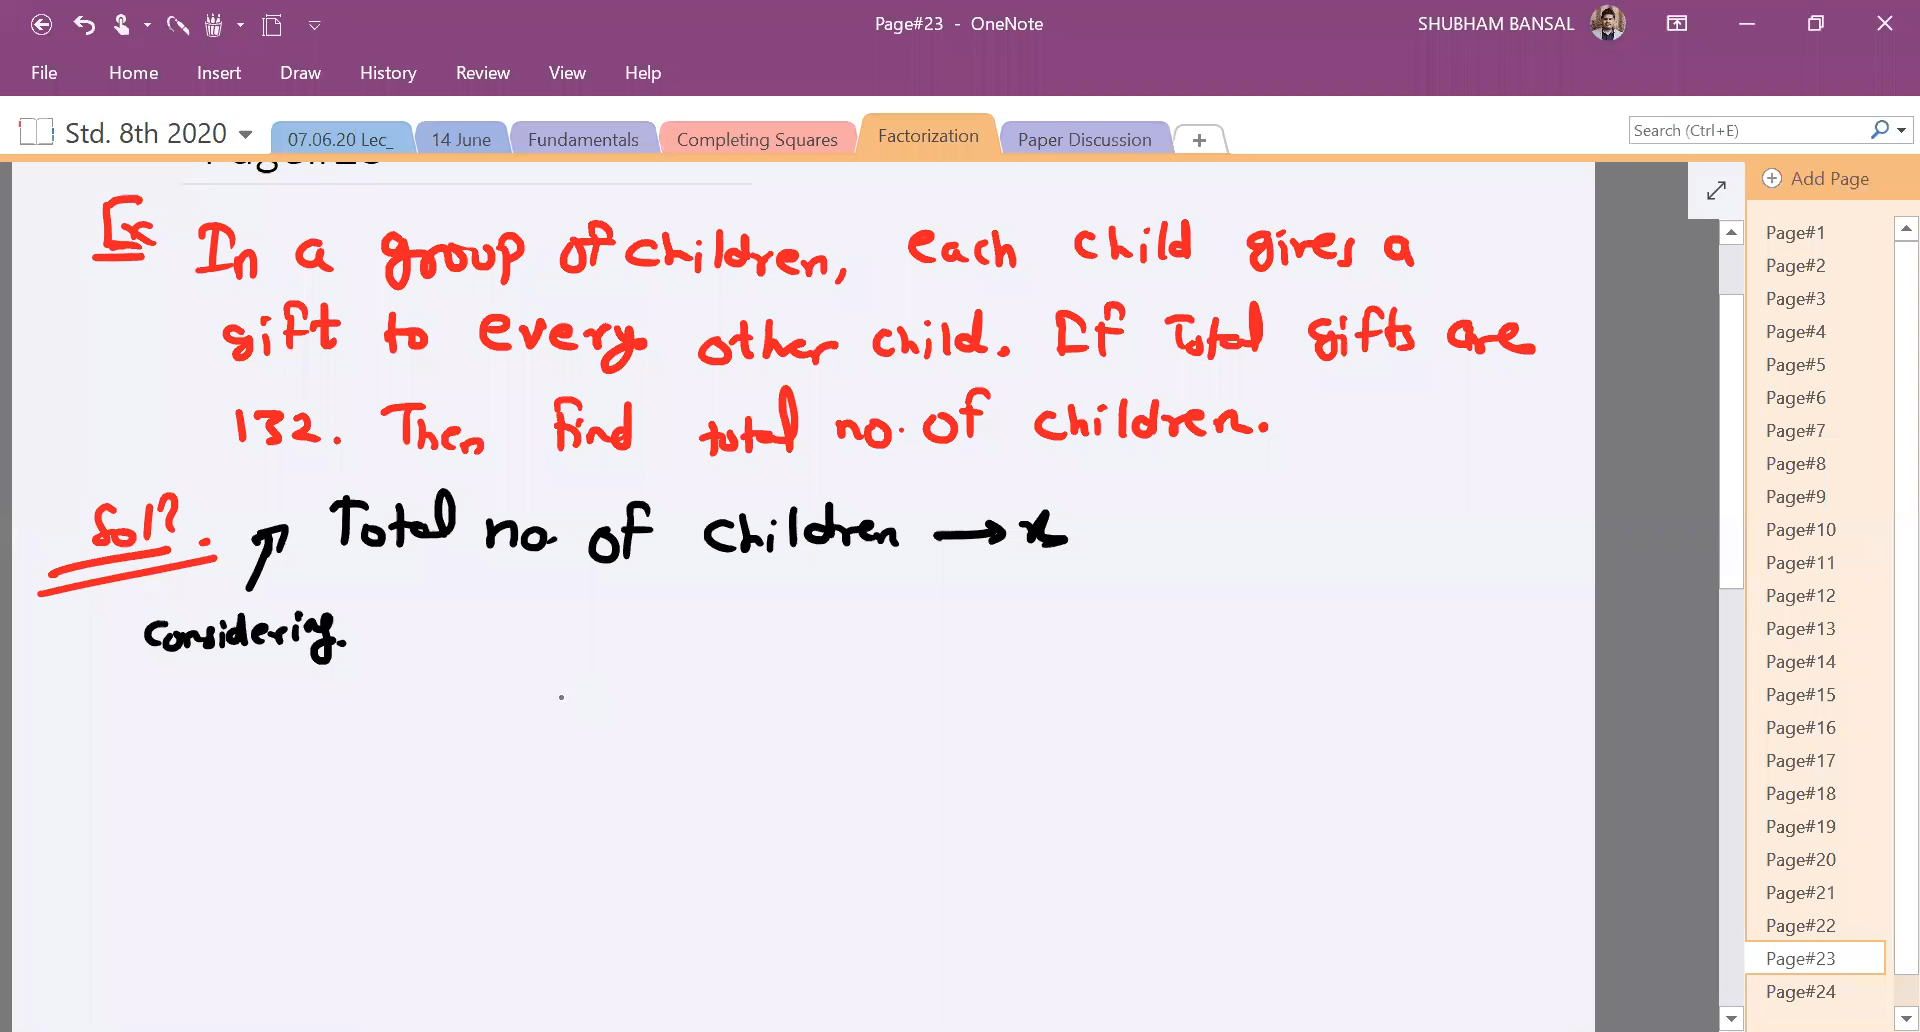 Page#23 - OneNote
SHUBHAM BANSAL
File Home Insert Draw History Review View Help
Std. 8th 2020
07.06.20 Lec_
14 June
Fundamentals
Completing Squares
Factorization
Paper Discussion
+
Search (Ctrl+E)
Page#23
Ex In a group of children, each child gives a
gift to every other child. If Total gifts are
132. Then find total no. of children.
Sol?. Total no. of children → x
Considering.
Add Page
Page#1
Page#2
Page#3
Page#4
Page#5
Page#6
Page#7
Page#8
Page#9
Page#10
Page#11
Page#12
Page#13
Page#14
Page#15
Page#16
Page#17
Page#18
Page#19
Page#20
Page#21
Page#22
Page#23
Page#24